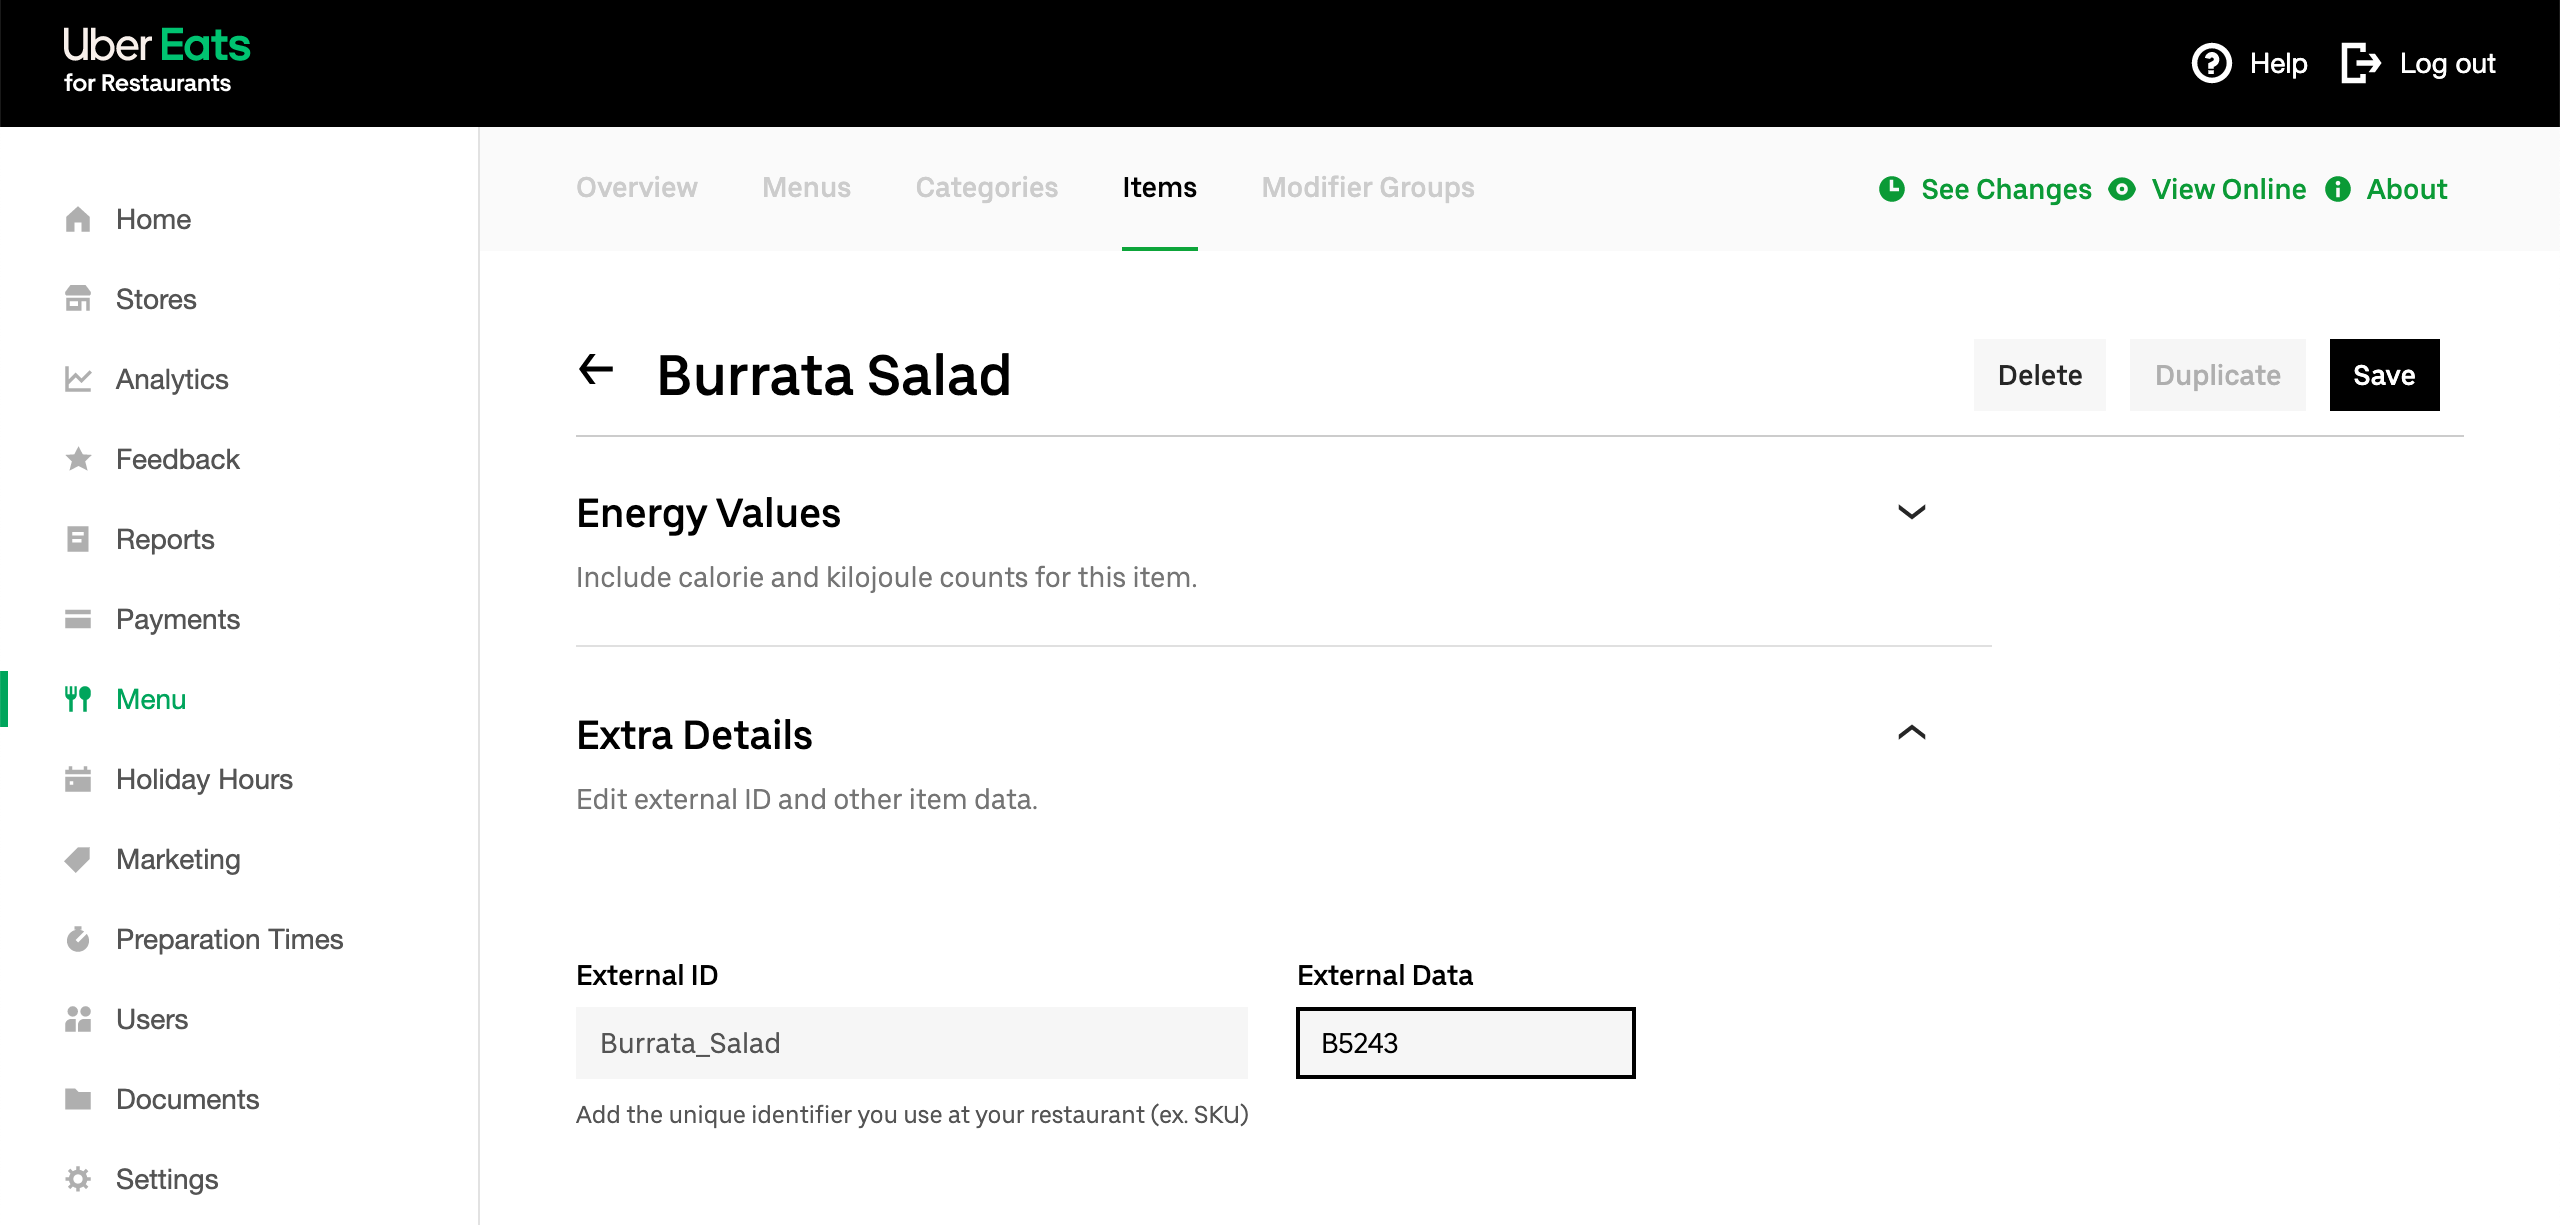 Uber Eats
for Restaurants
Help
Log out
Home
Stores
Analytics
Feedback
Reports
Payments
Menu
Holiday Hours
Marketing
Preparation Times
Users
Documents
Settings
Overview Menus Categories Items Modifier Groups
See Changes View Online About
Burrata Salad
Delete Duplicate Save
Energy Values
Include calorie and kilojoule counts for this item.
Extra Details
Edit external ID and other item data.
External ID External Data
Burrata_Salad B5243
Add the unique identifier you use at your restaurant (ex. SKU)